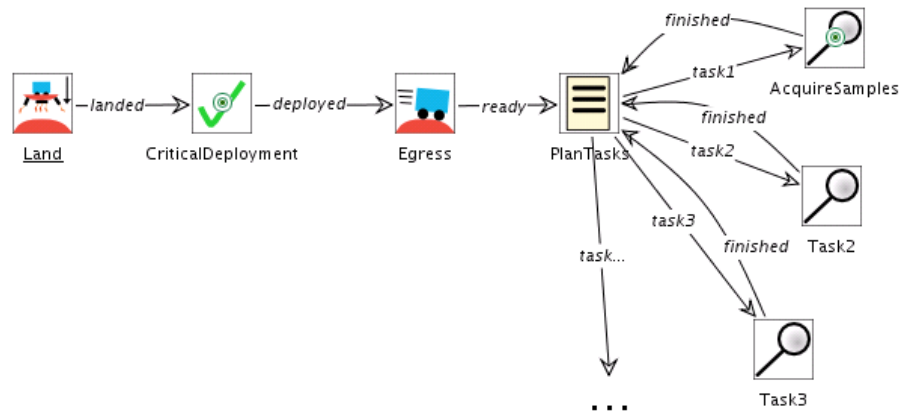 finished
task1
AcquireSamples
landed
deployed
ready
finished
Land
CriticalDeployment
Egress
PlanTasks
task2
task3
Task2
finished
task...
...
Task3